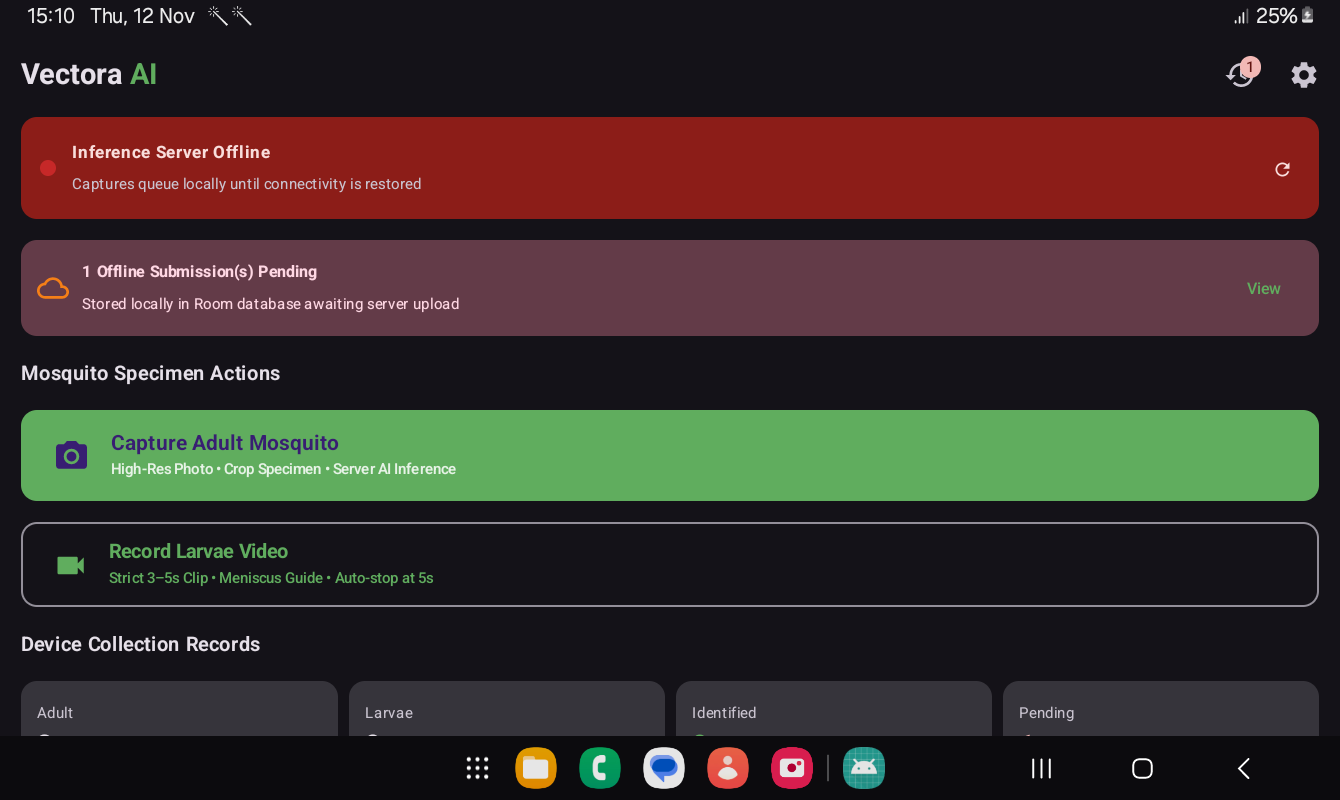 15:10 Thu, 12 Nov
25%
Vectora AI
1
Inference Server Offline
Captures queue locally until connectivity is restored
1 Offline Submission(s) Pending
Stored locally in Room database awaiting server upload
View
Mosquito Specimen Actions
Capture Adult Mosquito
High-Res Photo • Crop Specimen • Server AI Inference
Record Larvae Video
Strict 3–5s Clip • Meniscus Guide • Auto-stop at 5s
Device Collection Records
Adult
Larvae
Identified
Pending